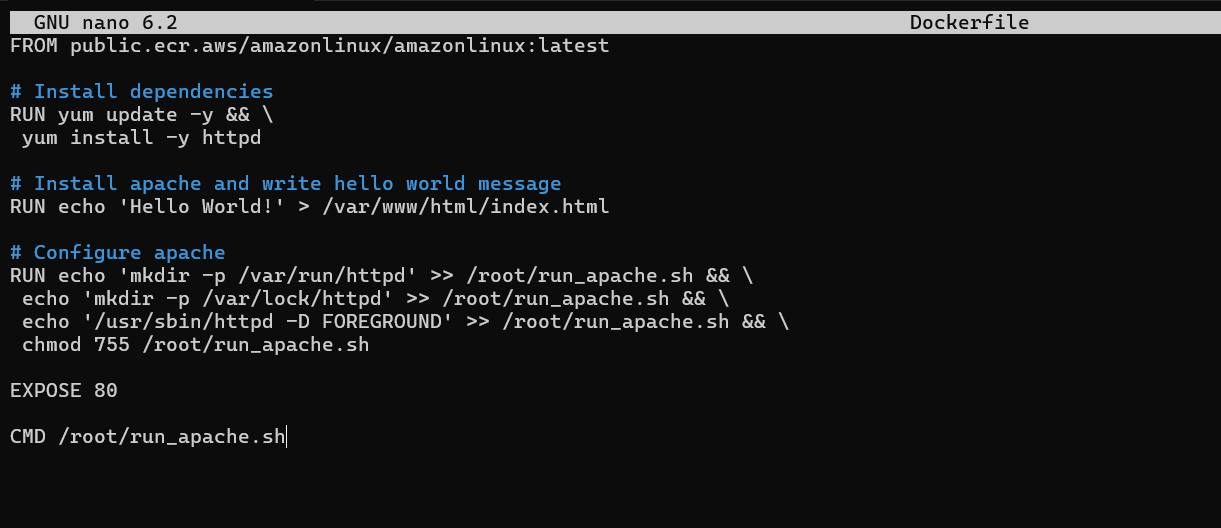 GNU nano 6.2 Dockerfile
FROM public.ecr.aws/amazonlinux/amazonlinux:latest
# Install dependencies
RUN yum update -y && \
yum install -y httpd
# Install apache and write hello world message
RUN echo 'Hello World!' > /var/www/html/index.html
# Configure apache
RUN echo 'mkdir -p /var/run/httpd' >> /root/run_apache.sh && \
echo 'mkdir -p /var/lock/httpd' >> /root/run_apache.sh && \
echo '/usr/sbin/httpd -D FOREGROUND' >> /root/run_apache.sh && \
chmod 755 /root/run_apache.sh
EXPOSE 80
CMD /root/run_apache.sh